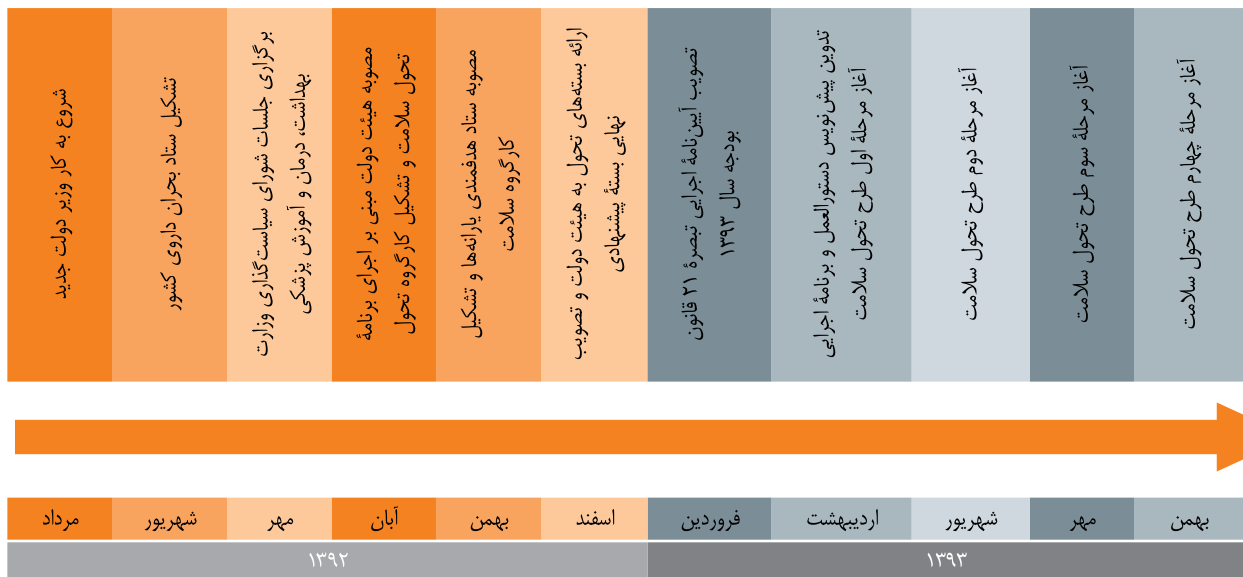 شروع به کار وزیر دولت جدید
تشکیل ستاد بحران داروی کشور
برگزاری جلسات شورای سیاست‌گذاری وزارت
بهداشت، درمان و آموزش پزشکی
مصوبه هیئت دولت مبنی بر اجرای برنامهٔ
تحول سلامت و تشکیل کارگروه تحول
مصوبه ستاد هدفمندی یارانه‌ها و تشکیل
کارگروه سلامت
ارائه بسته‌های تحول به هیئت دولت و تصویب
نهایی بستهٔ پیشنهادی
تصویب آیین‌نامهٔ اجرایی تبصرهٔ ۲۱ قانون
بودجه سال ۱۳۹۳
تدوین پیش‌نویس دستورالعمل و برنامهٔ اجرایی
آغاز مرحلهٔ اول طرح تحول سلامت
آغاز مرحلهٔ دوم طرح تحول سلامت
آغاز مرحلهٔ سوم طرح تحول سلامت
آغاز مرحلهٔ چهارم طرح تحول سلامت
مرداد
شهریور
مهر
آبان
بهمن
اسفند
فروردین
اردیبهشت
شهریور
مهر
بهمن
۱۳۹۲
۱۳۹۳